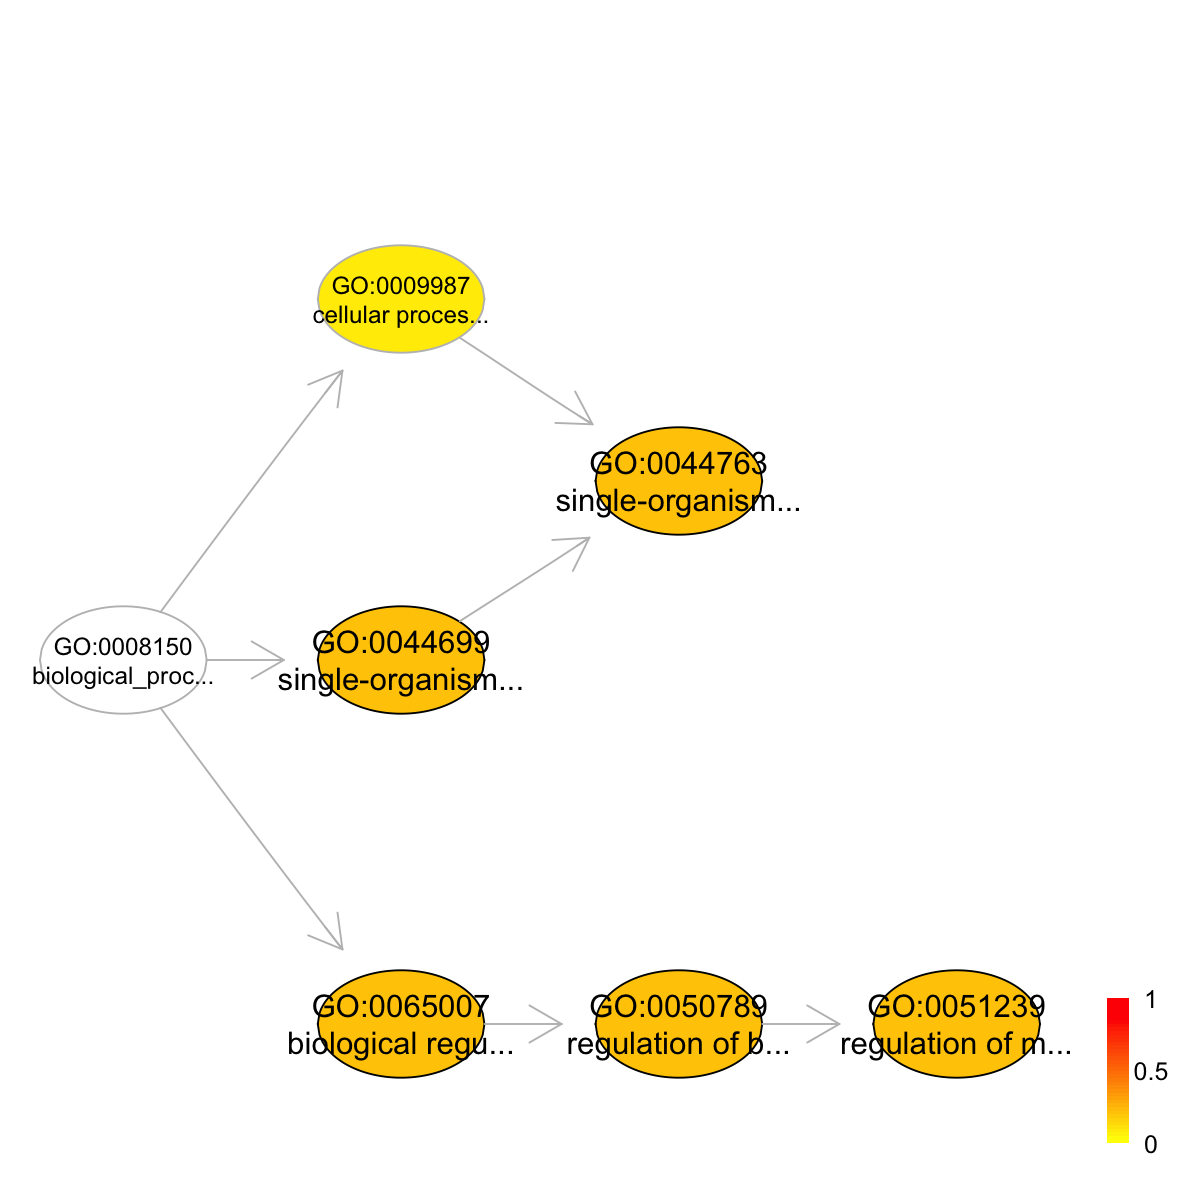 GO:0009987
cellular proces...
GO:0044763
single-organism...
GO:0008150
biological_proc...
GO:0044699
single-organism...
GO:0065007
biological regu...
GO:0050789
regulation of b...
GO:0051239
regulation of m...
1
0.5
0